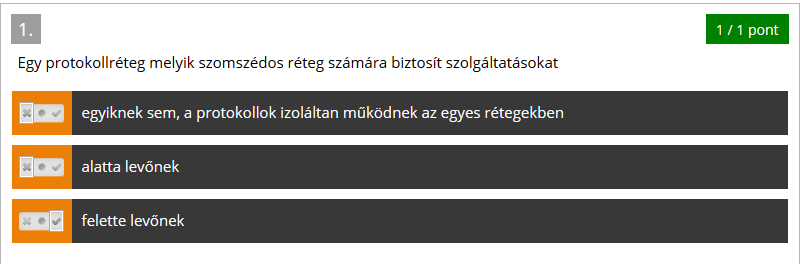 1.
1 / 1 pont
Egy protokollréteg melyik szomszédos réteg számára biztosít szolgáltatásokat
egyiknek sem, a protokollok izoláltan működnek az egyes rétegekben
alatta levőnek
felette levőnek